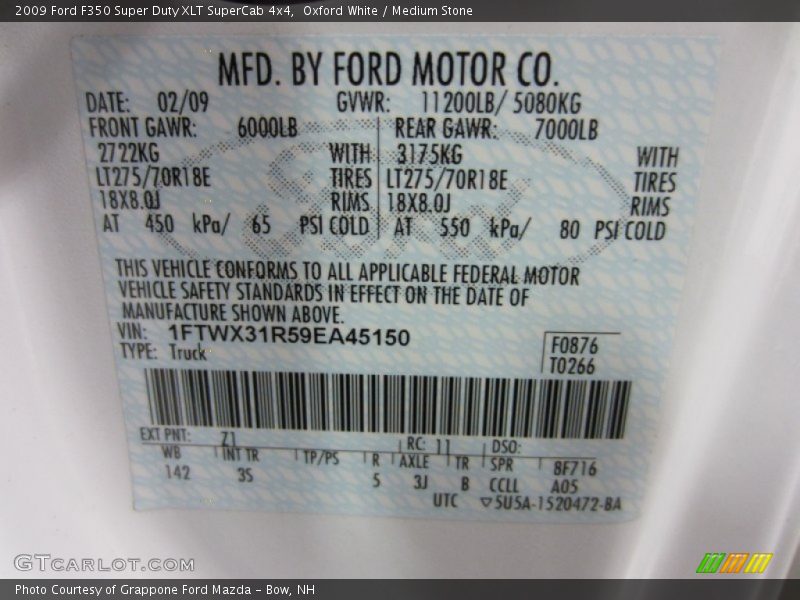 2009 Ford F350 Super Duty XLT SuperCab 4x4, Oxford White / Medium Stone
MFD. BY FORD MOTOR CO.
DATE: 02/09 GVWR: 11200LB/ 5080KG
FRONT GAWR: 6000LB REAR GAWR: 7000LB
2722KG WITH 3175KG WITH
LT275/70R18E TIRES LT275/70R18E TIRES
18X8.0J RIMS 18X8.0J RIMS
AT 450 kPa/ 65 PSI COLD AT 550 kPa/ 80 PSI COLD
THIS VEHICLE CONFORMS TO ALL APPLICABLE FEDERAL MOTOR
VEHICLE SAFETY STANDARDS IN EFFECT ON THE DATE OF
MANUFACTURE SHOWN ABOVE.
VIN: 1FTWX31R59EA45150 F0876
TYPE: Truck T0266
EXT PNT: Z1 RC: 11 DSO:
WB INT TR TP/PS R AXLE TR SPR 8F716
142 3S 5 3J B CCLL A05
UTC ▽5U5A-1520472-BA
GTCARLOT.COM
Photo Courtesy of Grappone Ford Mazda – Bow, NH